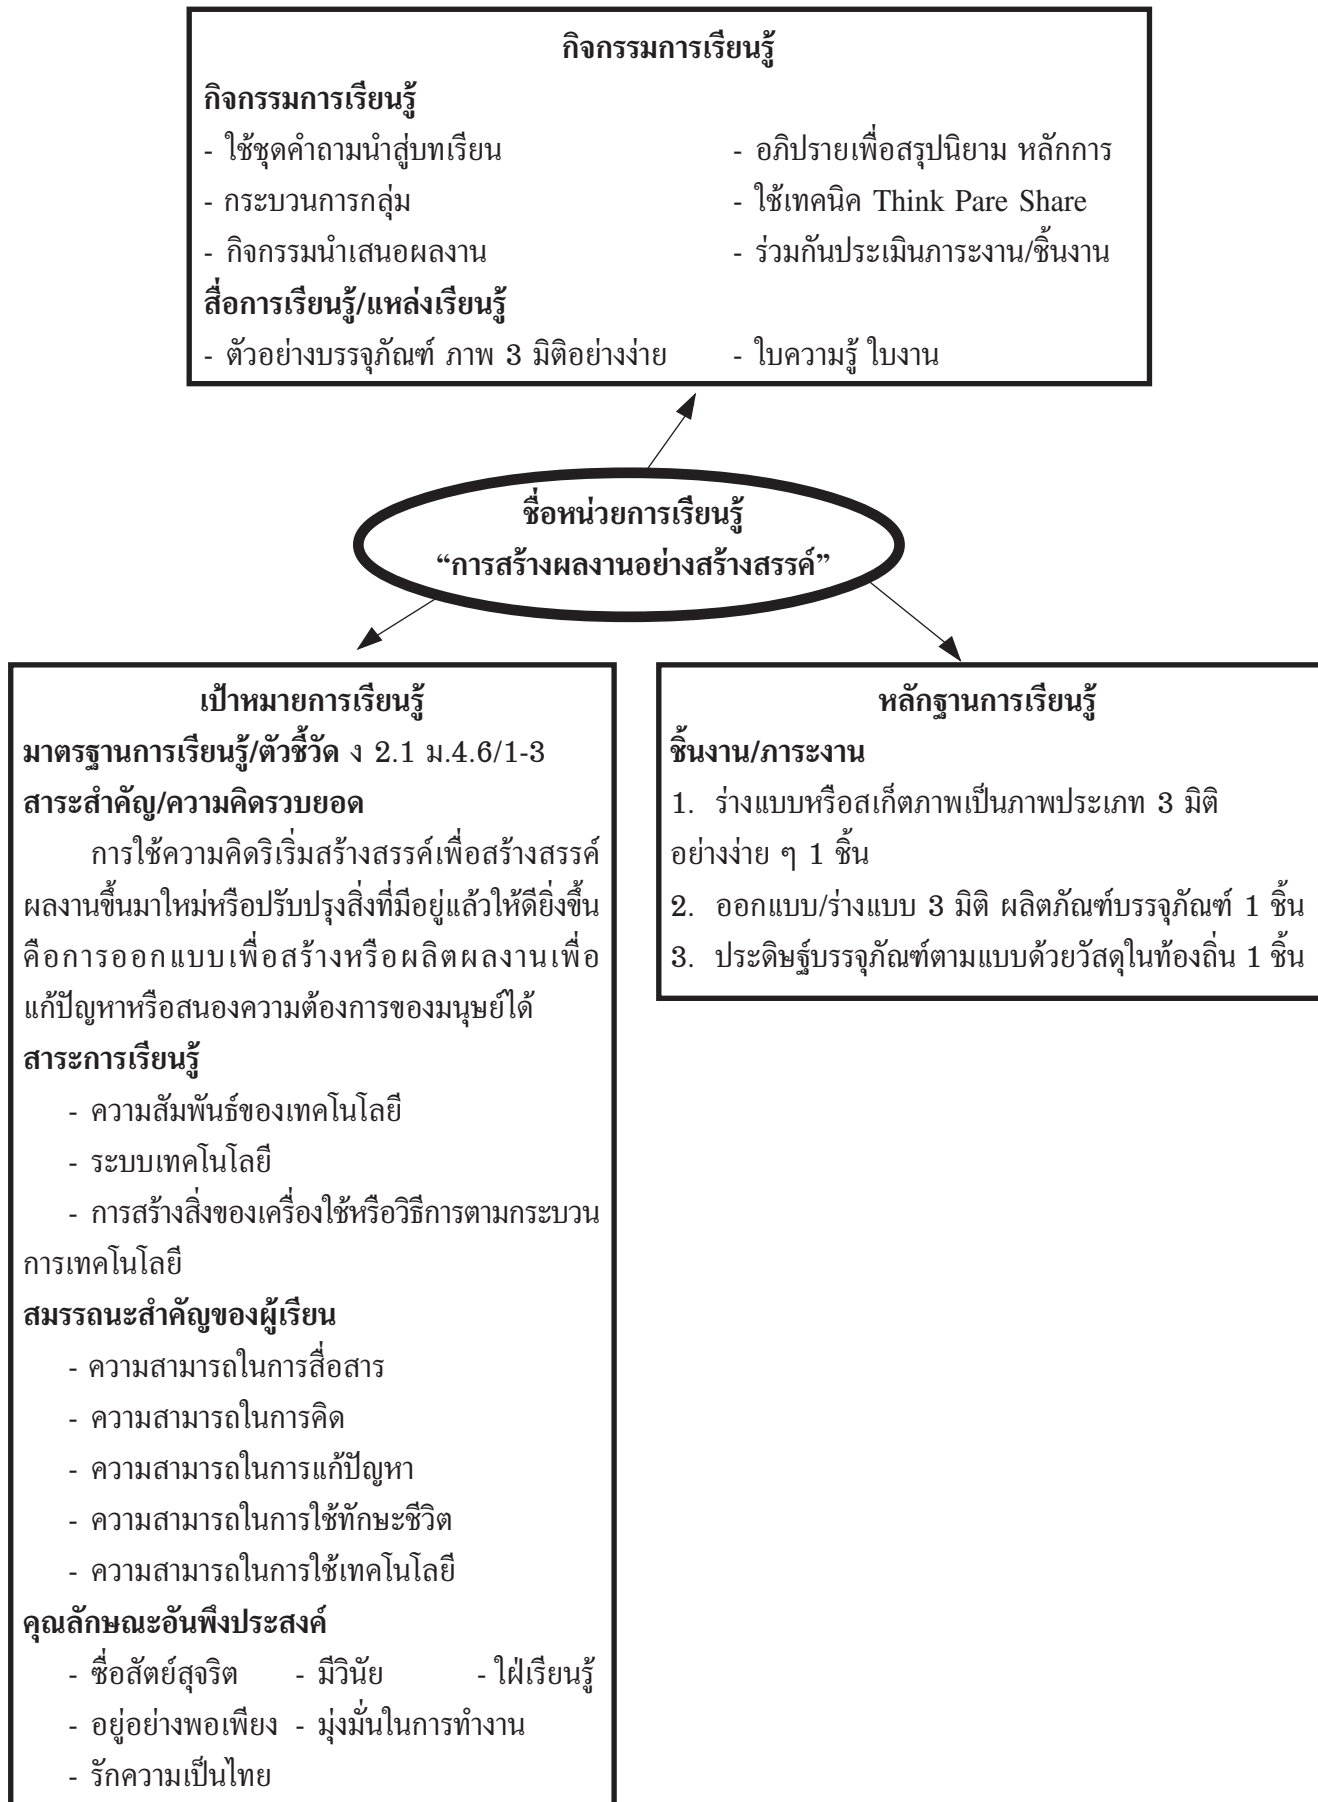 กิจกรรมการเรียนรู้
กิจกรรมการเรียนรู้
- ใช้ชุดคำถามนำสู่บทเรียน - อภิปรายเพื่อสรุปนิยาม หลักการ
- กระบวนการกลุ่ม - ใช้เทคนิค Think Pare Share
- กิจกรรมนำเสนอผลงาน - ร่วมกันประเมินภาระงาน/ชิ้นงาน
สื่อการเรียนรู้/แหล่งเรียนรู้
- ตัวอย่างบรรจุภัณฑ์ ภาพ 3 มิติอย่างง่าย - ใบความรู้ ใบงาน
ชื่อหน่วยการเรียนรู้
“การสร้างผลงานอย่างสร้างสรรค์”
เป้าหมายการเรียนรู้
มาตรฐานการเรียนรู้/ตัวชี้วัด ง 2.1 ม.4.6/1-3
สาระสำคัญ/ความคิดรวบยอด
การใช้ความคิดริเริ่มสร้างสรรค์เพื่อสร้างสรรค์
ผลงานขึ้นมาใหม่หรือปรับปรุงสิ่งที่มีอยู่แล้วให้ดียิ่งขึ้น
คือการออกแบบเพื่อสร้างหรือผลิตผลงานเพื่อ
แก้ปัญหาหรือสนองความต้องการของมนุษย์ได้
สาระการเรียนรู้
- ความสัมพันธ์ของเทคโนโลยี
- ระบบเทคโนโลยี
- การสร้างสิ่งของเครื่องใช้หรือวิธีการตามกระบวน
การเทคโนโลยี
สมรรถนะสำคัญของผู้เรียน
- ความสามารถในการสื่อสาร
- ความสามารถในการคิด
- ความสามารถในการแก้ปัญหา
- ความสามารถในการใช้ทักษะชีวิต
- ความสามารถในการใช้เทคโนโลยี
คุณลักษณะอันพึงประสงค์
- ซื่อสัตย์สุจริต - มีวินัย - ใฝ่เรียนรู้
- อยู่อย่างพอเพียง - มุ่งมั่นในการทำงาน
- รักความเป็นไทย
หลักฐานการเรียนรู้
ชิ้นงาน/ภาระงาน
1. ร่างแบบหรือสเก็ตภาพเป็นภาพประเภท 3 มิติ
อย่างง่าย ๆ 1 ชิ้น
2. ออกแบบ/ร่างแบบ 3 มิติ ผลิตภัณฑ์บรรจุภัณฑ์ 1 ชิ้น
3. ประดิษฐ์บรรจุภัณฑ์ตามแบบด้วยวัสดุในท้องถิ่น 1 ชิ้น